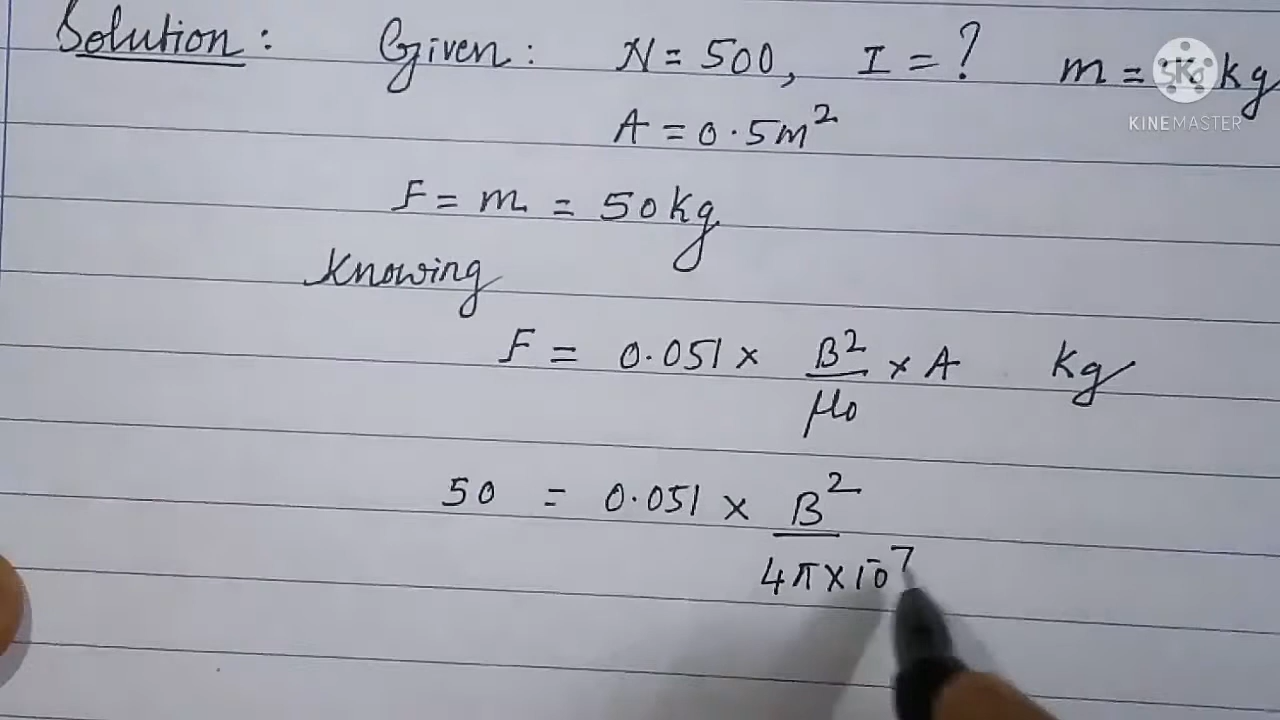 Solution: Given: N = 500, I = ? m = kg
KINEMASTER
A = 0.5m²
F = m = 50kg
Knowing
F = 0.051 × B²/μ₀ × A kg
50 = 0.051 × B²/4π×10⁻⁷